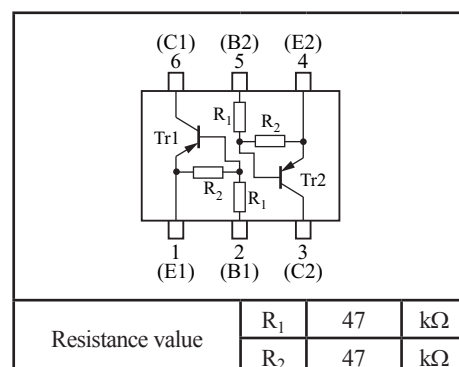 (C1) (B2) (E2)
6 5 4
R1
R2
Tr1
Tr2
R2
R1
1 2 3
(E1) (B1) (C2)
Resistance value R1 47 kΩ
R2 47 kΩ